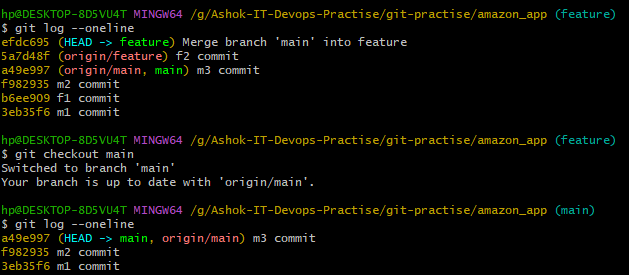 hp@DESKTOP-8D5VU4T MINGW64 /g/Ashok-IT-Devops-Practise/git-practise/amazon_app (feature)
$ git log --oneline
efdc695 (HEAD -> feature) Merge branch 'main' into feature
5a7d48f (origin/feature) f2 commit
a49e997 (origin/main, main) m3 commit
f982935 m2 commit
b6ee909 f1 commit
3eb35f6 m1 commit
hp@DESKTOP-8D5VU4T MINGW64 /g/Ashok-IT-Devops-Practise/git-practise/amazon_app (feature)
$ git checkout main
Switched to branch 'main'
Your branch is up to date with 'origin/main'.
hp@DESKTOP-8D5VU4T MINGW64 /g/Ashok-IT-Devops-Practise/git-practise/amazon_app (main)
$ git log --oneline
a49e997 (HEAD -> main, origin/main) m3 commit
f982935 m2 commit
3eb35f6 m1 commit